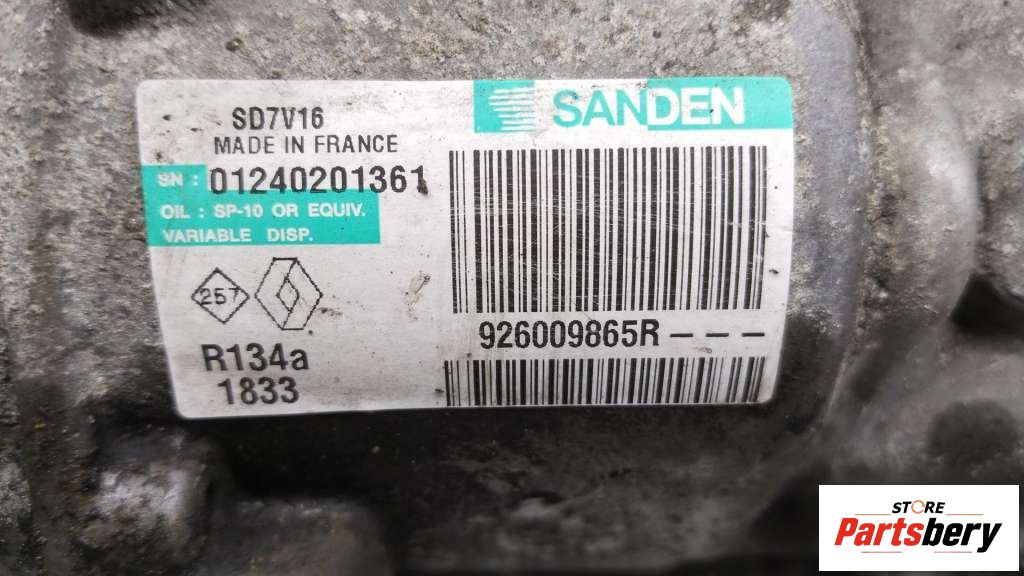 SANDEN
SD7V16
MADE IN FRANCE
SN : 01240201361
OIL : SP-10 OR EQUIV.
VARIABLE DISP.
257
926009865R - - -
R134a
1833
STORE
Partsbery